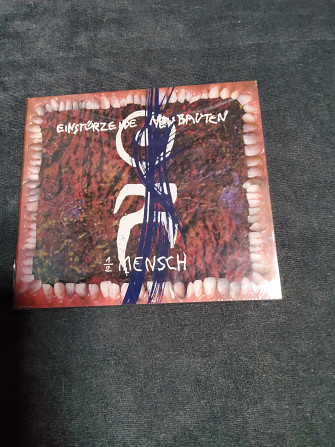 EINSTÜRZENDE NEUBAUTEN
½ MENSCH